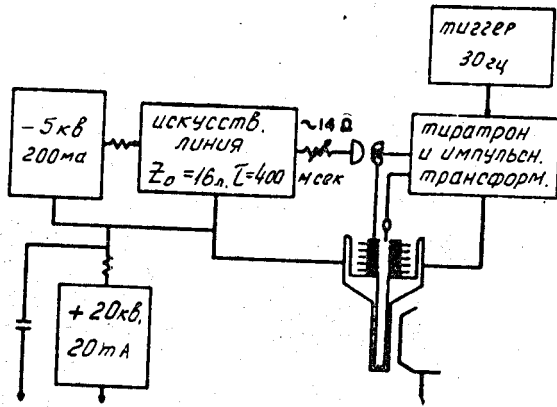 тиггер
30 гц
-5 кв
200 ма
искусств.
линия
Z₀ = 16 л. τ = 400 мсек
~14 Ω
тиратрон
и импульсн.
трансформ.
+ 20 кв.
20 m A